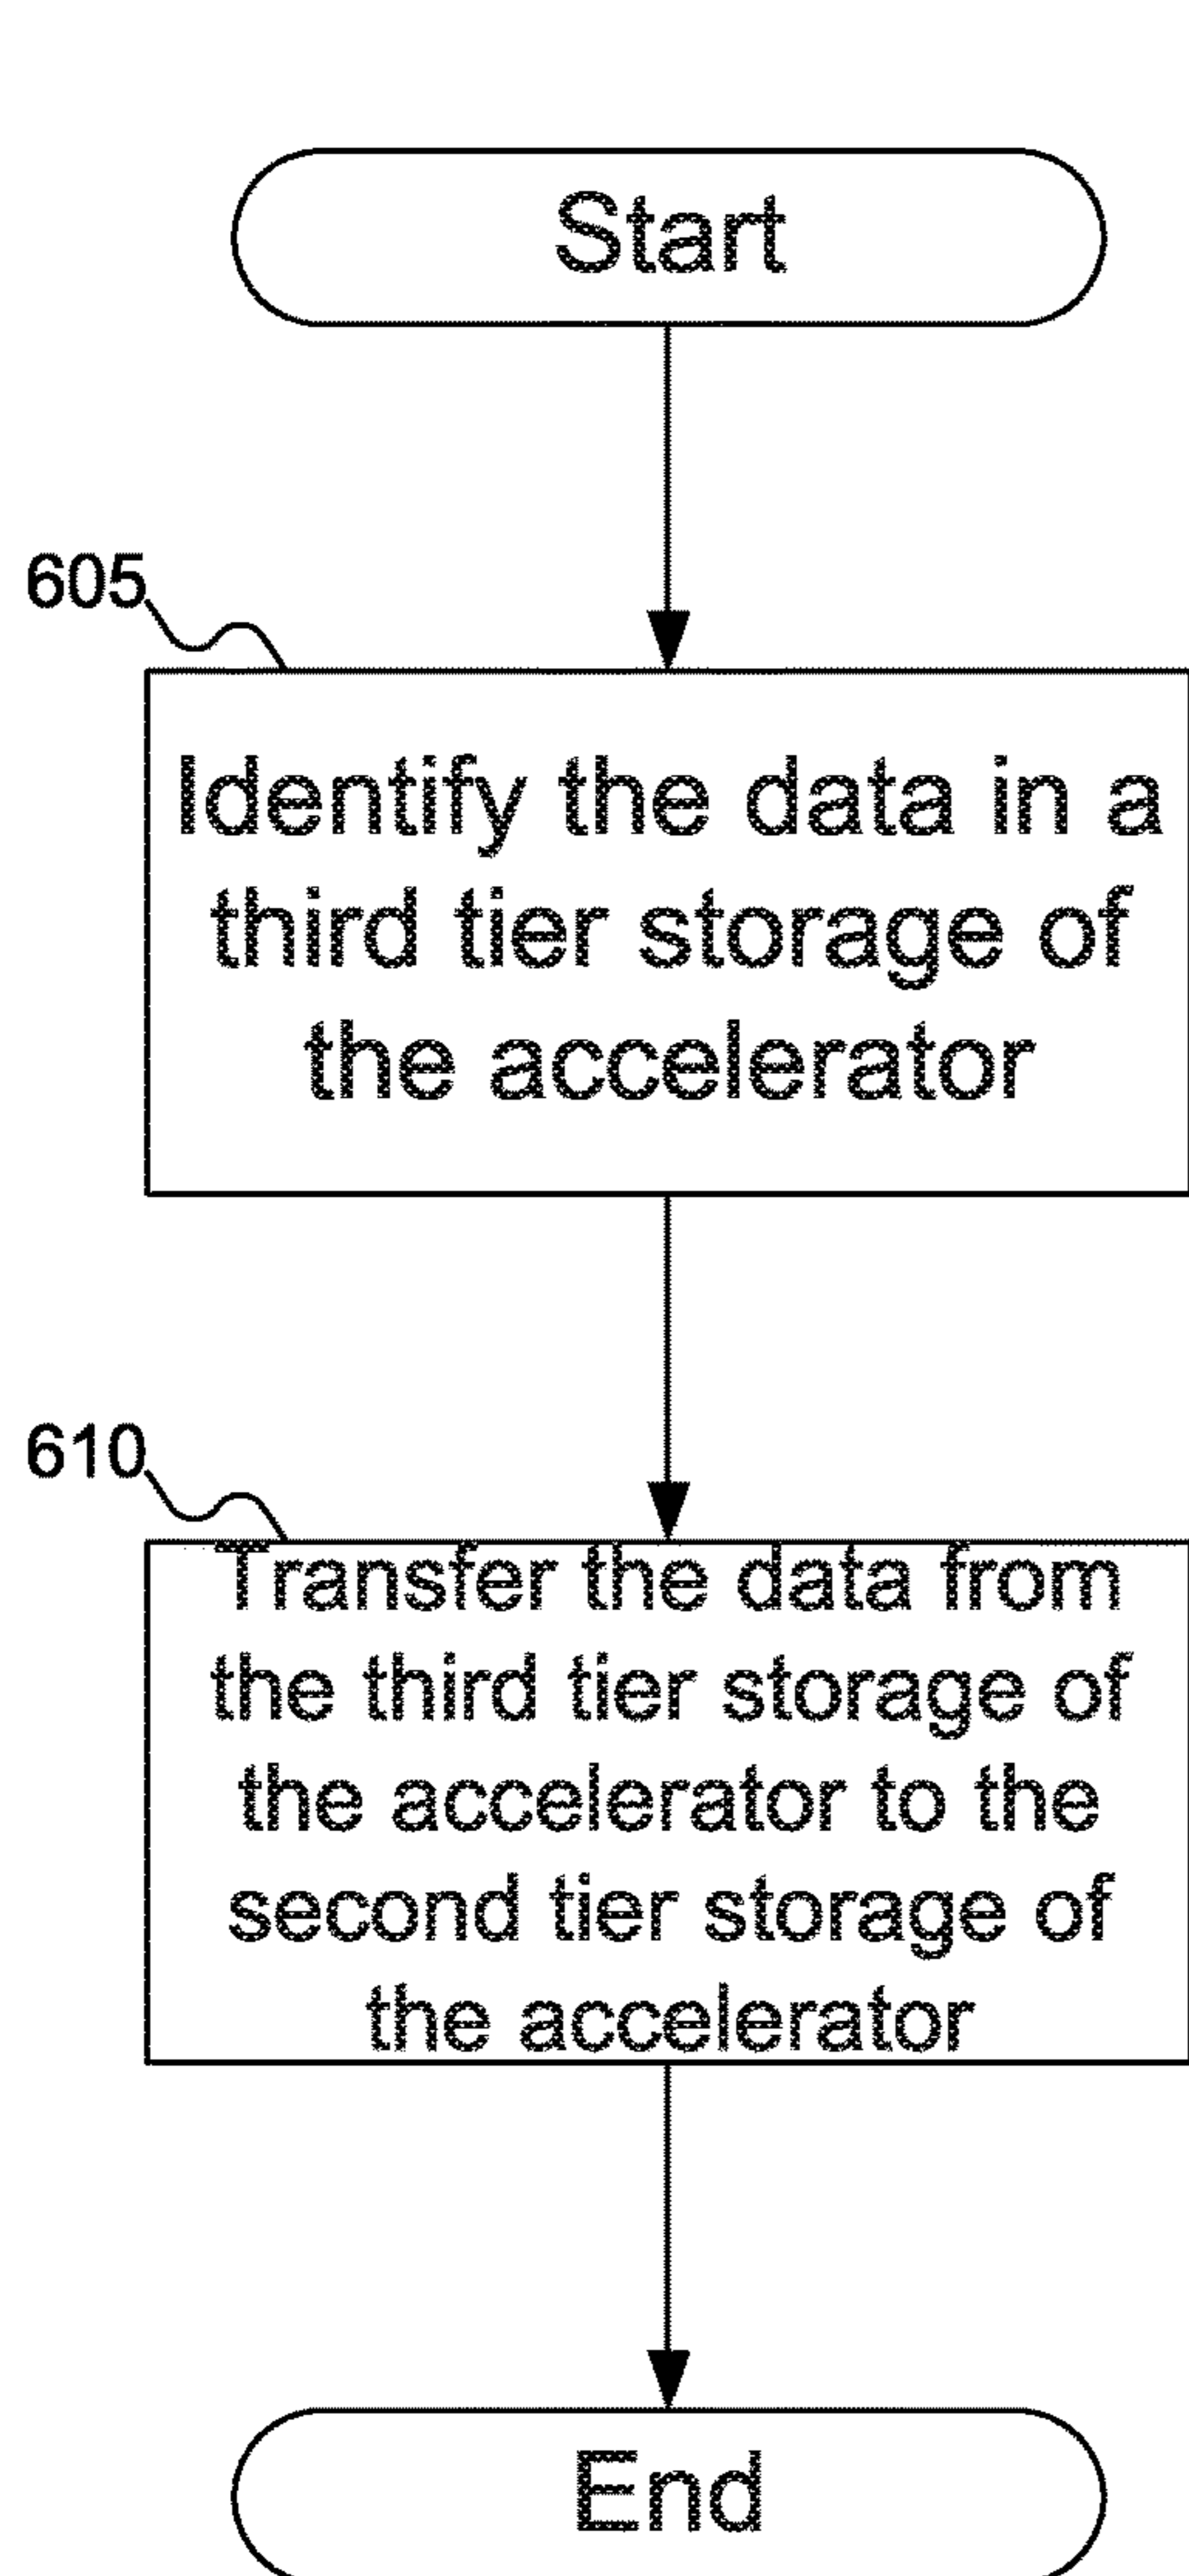 Start
605
Identify the data in a
third tier storage of
the accelerator
610
Transfer the data from
the third tier storage of
the accelerator to the
second tier storage of
the accelerator
End